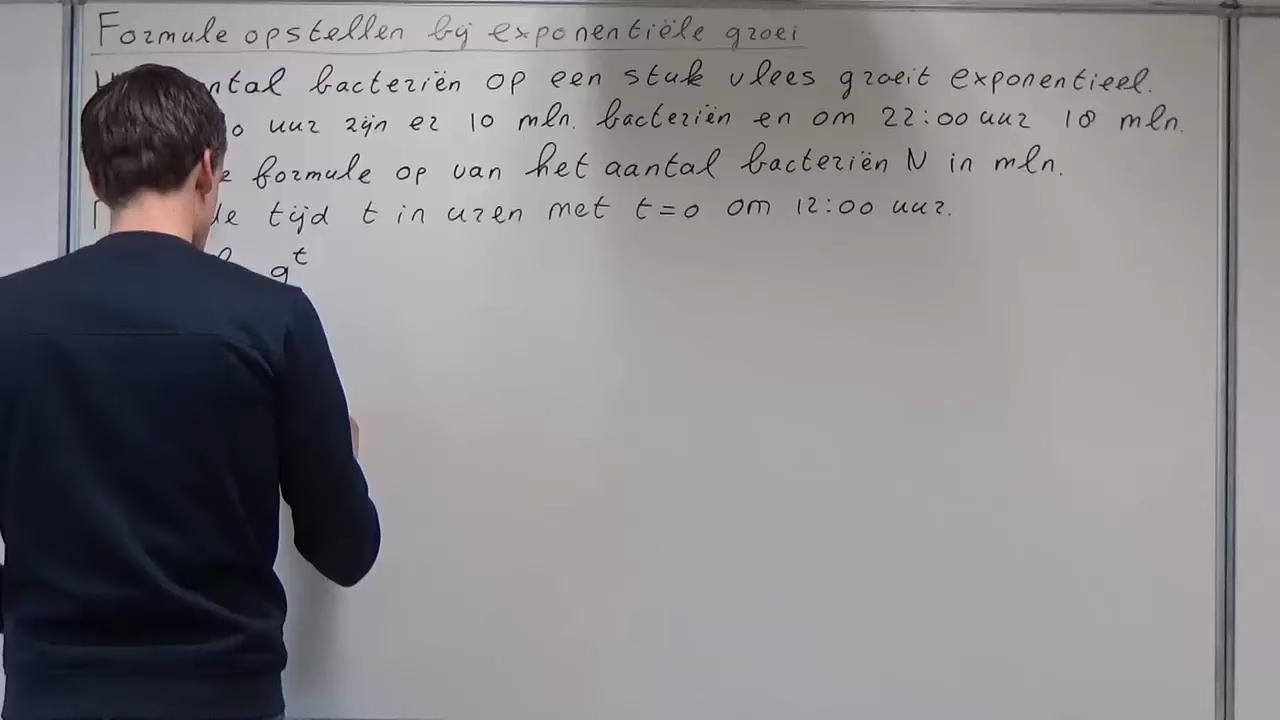 Formule opstellen bij exponentiële groei
ntal bacteriën op een stuk vlees groeit exponentieel.
0 uur zijn er 10 mln. bacteriën en om 22:00 uur 18 mln.
e formule op van het aantal bacteriën N in mln.
de tijd t in uren met t=0 om 12:00 uur.
g^t